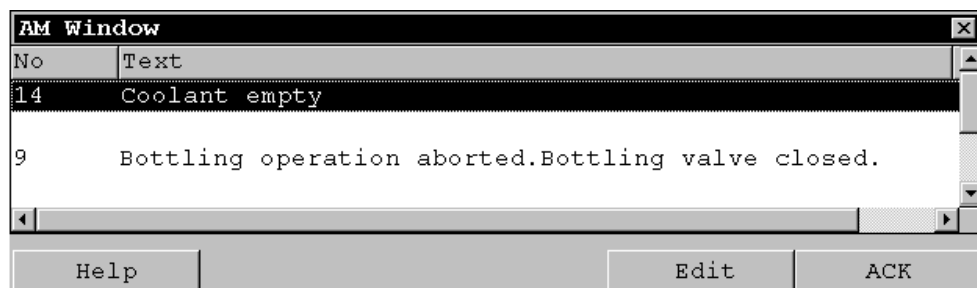 AM Window
No Text
14 Coolant empty
9 Bottling operation aborted.Bottling valve closed.
Help Edit ACK